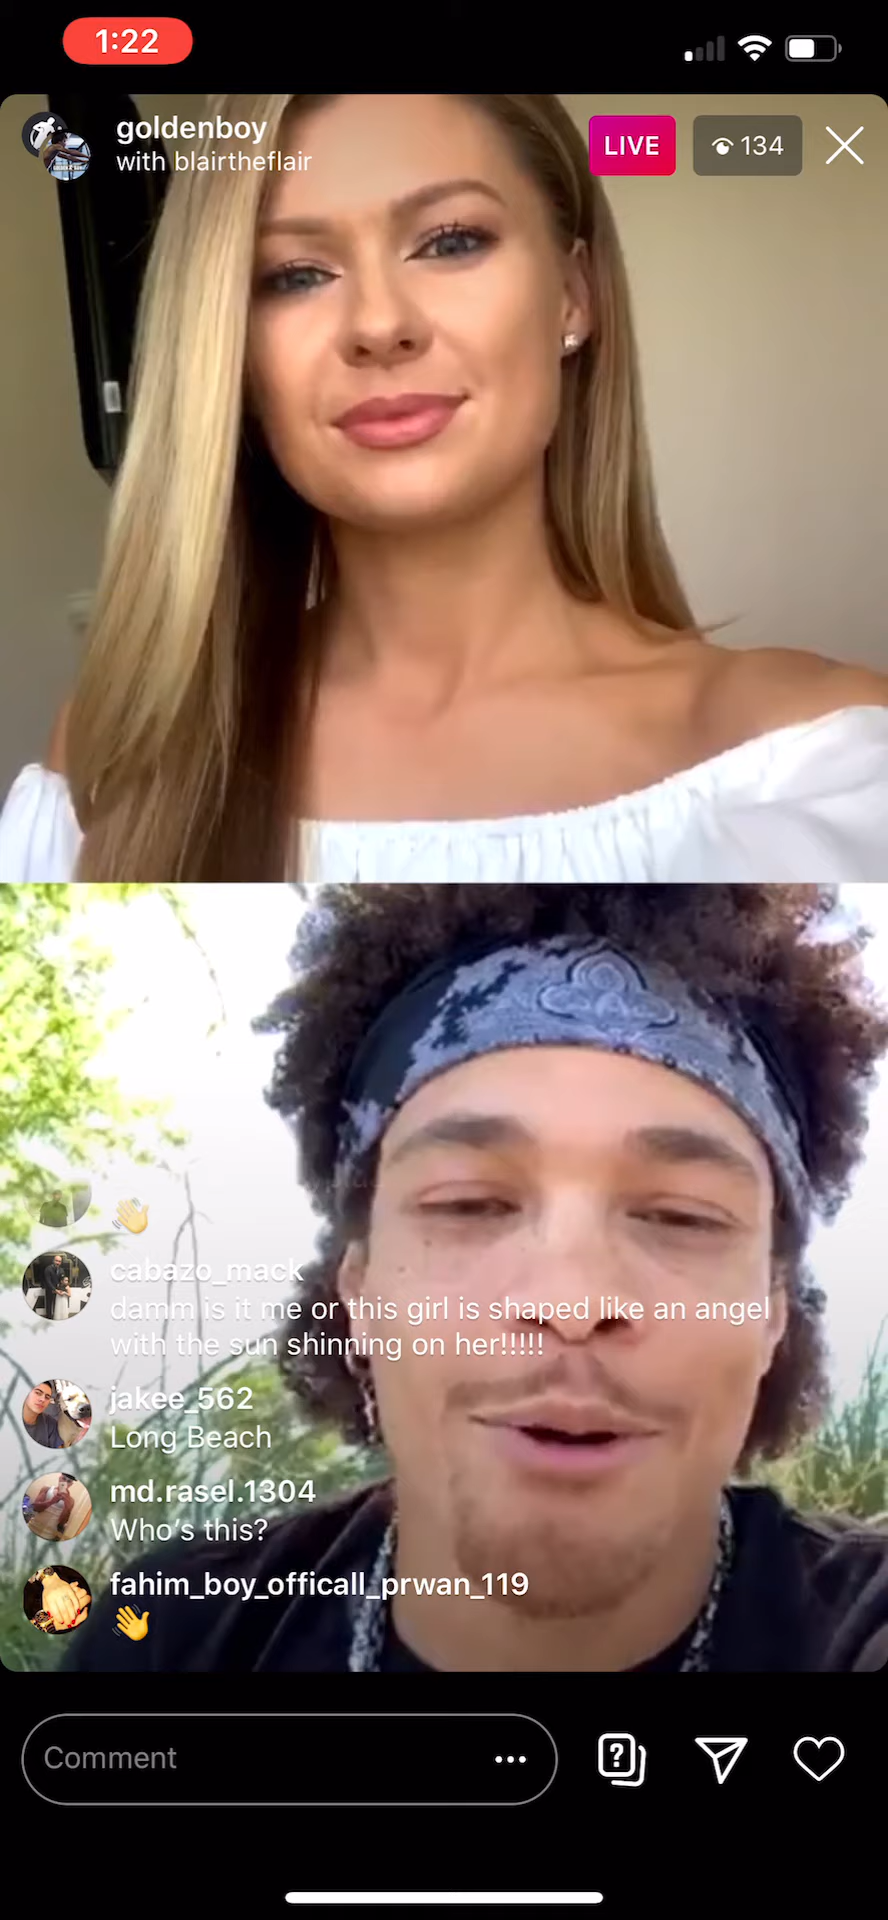 1:22
goldenboy
with blairtheflair
LIVE
134
cabazo_mack
damm is it me or this girl is shaped like an angel
with the sun shinning on her!!!!!
jakee_562
Long Beach
md.rasel.1304
Who's this?
fahim_boy_officall_prwan_119
Comment